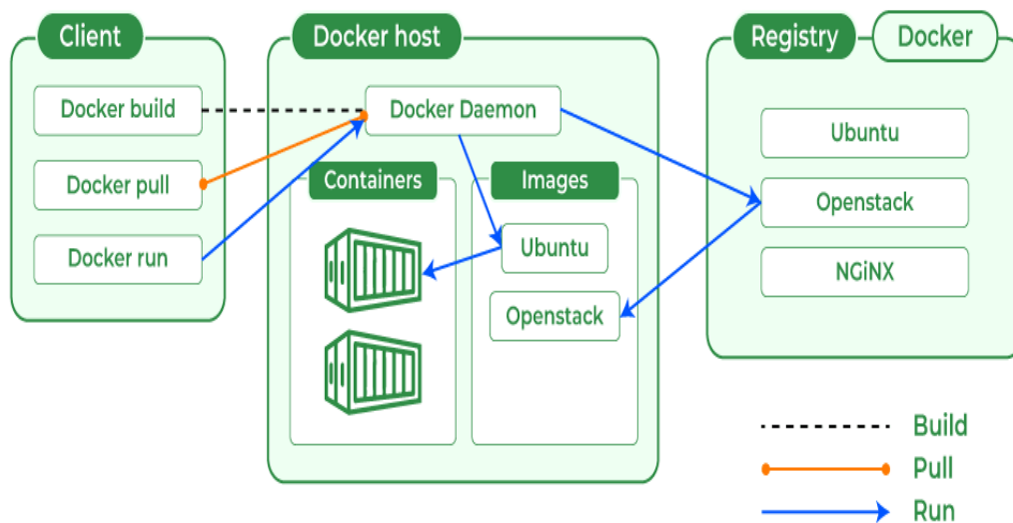 Client
Docker build
Docker pull
Docker run
Docker host
Docker Daemon
Containers
Images
Ubuntu
Openstack
Registry
Docker
Ubuntu
Openstack
NGiNX
Build
Pull
Run